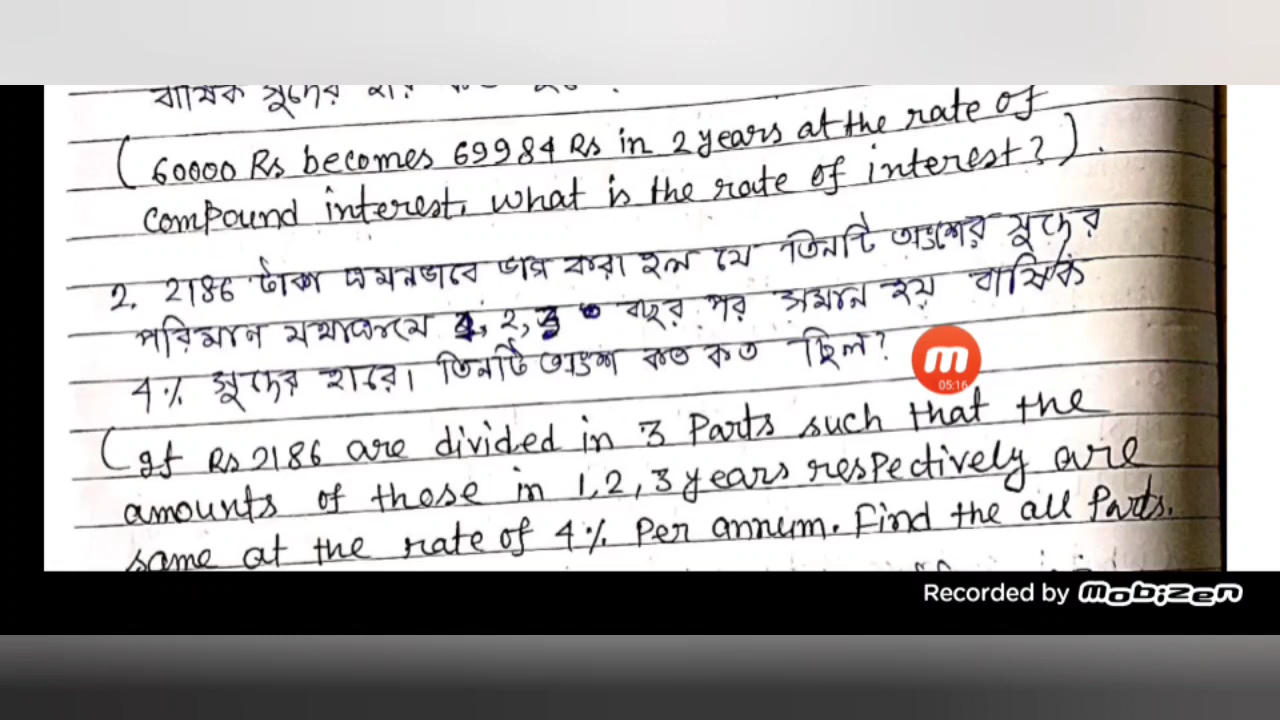 বার্ষিক সুদের হার কত
( 60000 Rs becomes 69984 Rs in 2 years at the rate of
compound interest. What is the rate of interest? ) .
2. 2186 টাকা এমনভাবে ভাগ করা হল যে তিনটি অংশের সুদের
পরিমান যথাক্রমে 1, 2, 3 বছর পর সমান হয় বার্ষিক
4% সুদের হারে। তিনটি অংশ কত কত ছিল?
05:16
( If Rs 2186 are divided in 3 Parts such that the
amounts of those in 1, 2, 3 years respectively are
same at the rate of 4% Per annum. Find the all Parts.
Recorded by mobizen